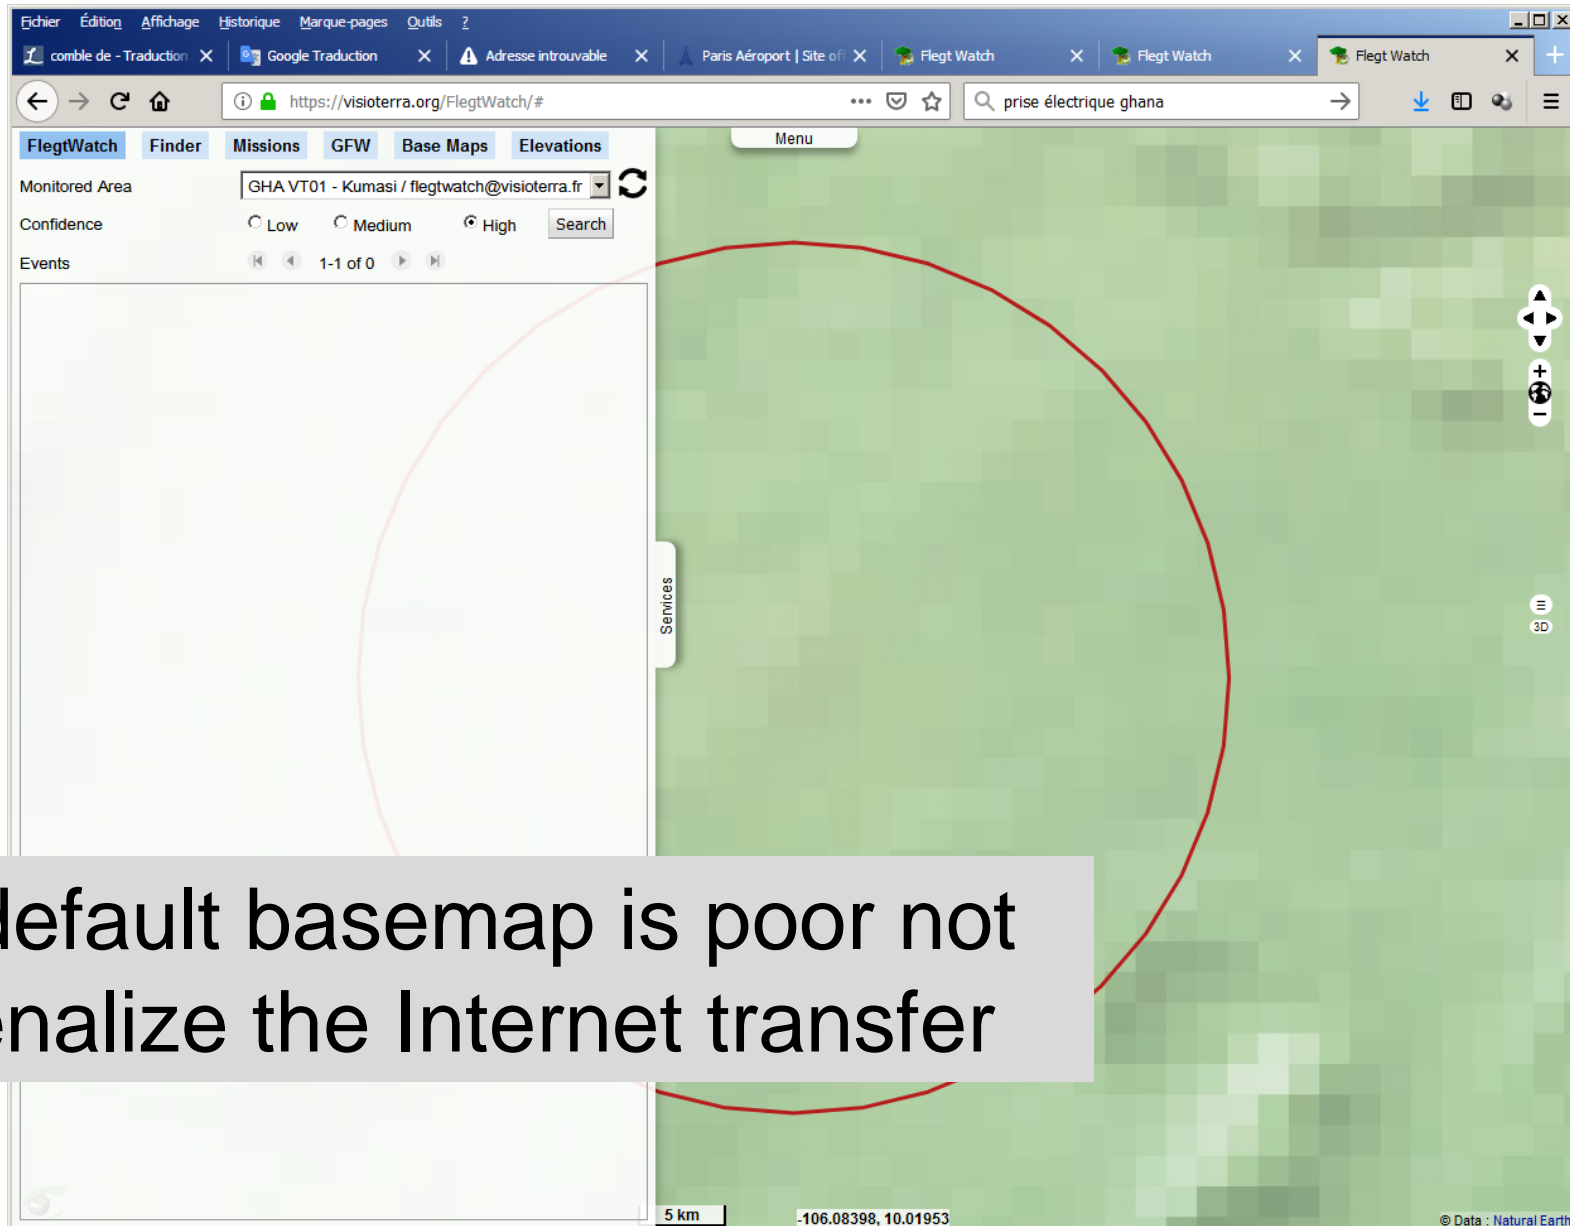 Fichier Édition Affichage Historique Marque-pages Outils ?
comble de - Traduction Google Traduction Adresse introuvable Paris Aéroport | Site of Flegt Watch Flegt Watch Flegt Watch
https://visioterra.org/FlegtWatch/# prise électrique ghana
FlegtWatch Finder Missions GFW Base Maps Elevations
Menu
Monitored Area GHA VT01 - Kumasi / flegtwatch@visioterra.fr
Confidence Low Medium High Search
Events 1-1 of 0
Services
3D
default basemap is poor not
enalize the Internet transfer
5 km -106.08398, 10.01953 © Data : Natural Earth